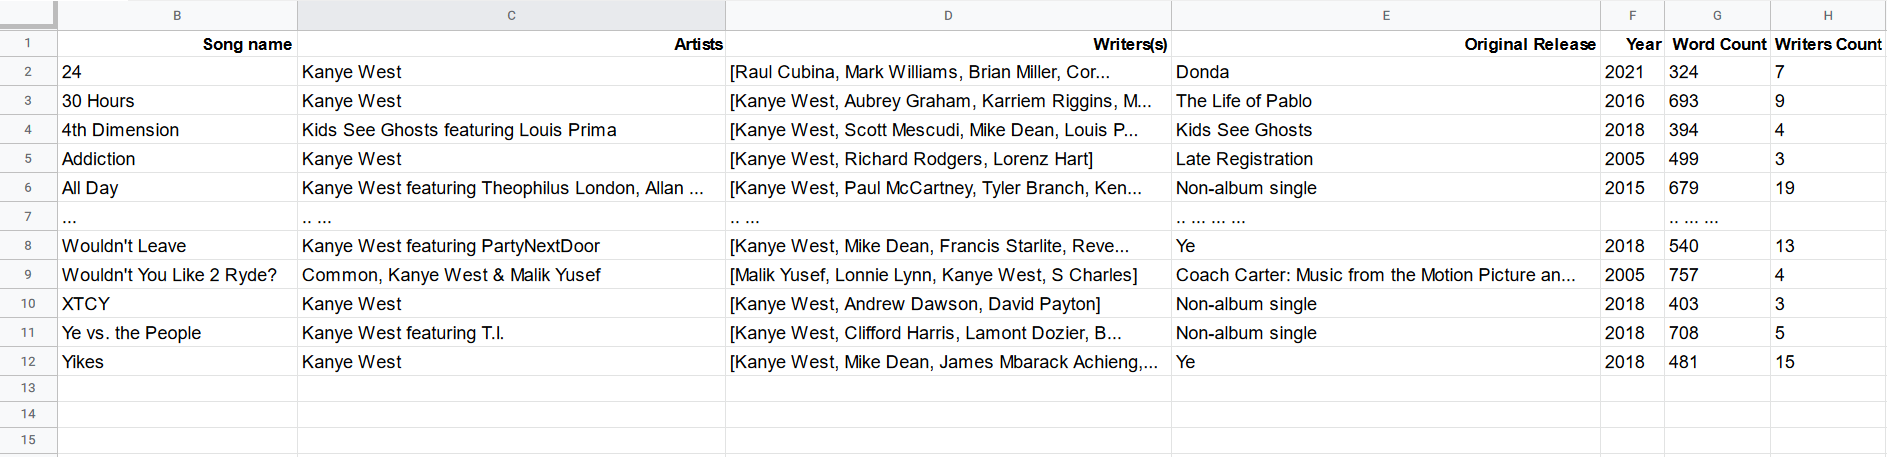 B C D E F G H
1 Song name Artists Writers(s) Original Release Year Word Count Writers Count
2 24 Kanye West [Raul Cubina, Mark Williams, Brian Miller, Cor... Donda 2021 324 7
3 30 Hours Kanye West [Kanye West, Aubrey Graham, Karriem Riggins, M... The Life of Pablo 2016 693 9
4 4th Dimension Kids See Ghosts featuring Louis Prima [Kanye West, Scott Mescudi, Mike Dean, Louis P... Kids See Ghosts 2018 394 4
5 Addiction Kanye West [Kanye West, Richard Rodgers, Lorenz Hart] Late Registration 2005 499 3
6 All Day Kanye West featuring Theophilus London, Allan ... [Kanye West, Paul McCartney, Tyler Branch, Ken... Non-album single 2015 679 19
7 ... .. ... .. ... .. ... ... ... .. ... ...
8 Wouldn't Leave Kanye West featuring PartyNextDoor [Kanye West, Mike Dean, Francis Starlite, Reve... Ye 2018 540 13
9 Wouldn't You Like 2 Ryde? Common, Kanye West & Malik Yusef [Malik Yusef, Lonnie Lynn, Kanye West, S Charles] Coach Carter: Music from the Motion Picture an... 2005 757 4
10 XTCY Kanye West [Kanye West, Andrew Dawson, David Payton] Non-album single 2018 403 3
11 Ye vs. the People Kanye West featuring T.I. [Kanye West, Clifford Harris, Lamont Dozier, B... Non-album single 2018 708 5
12 Yikes Kanye West [Kanye West, Mike Dean, James Mbarack Achieng,... Ye 2018 481 15
13
14
15